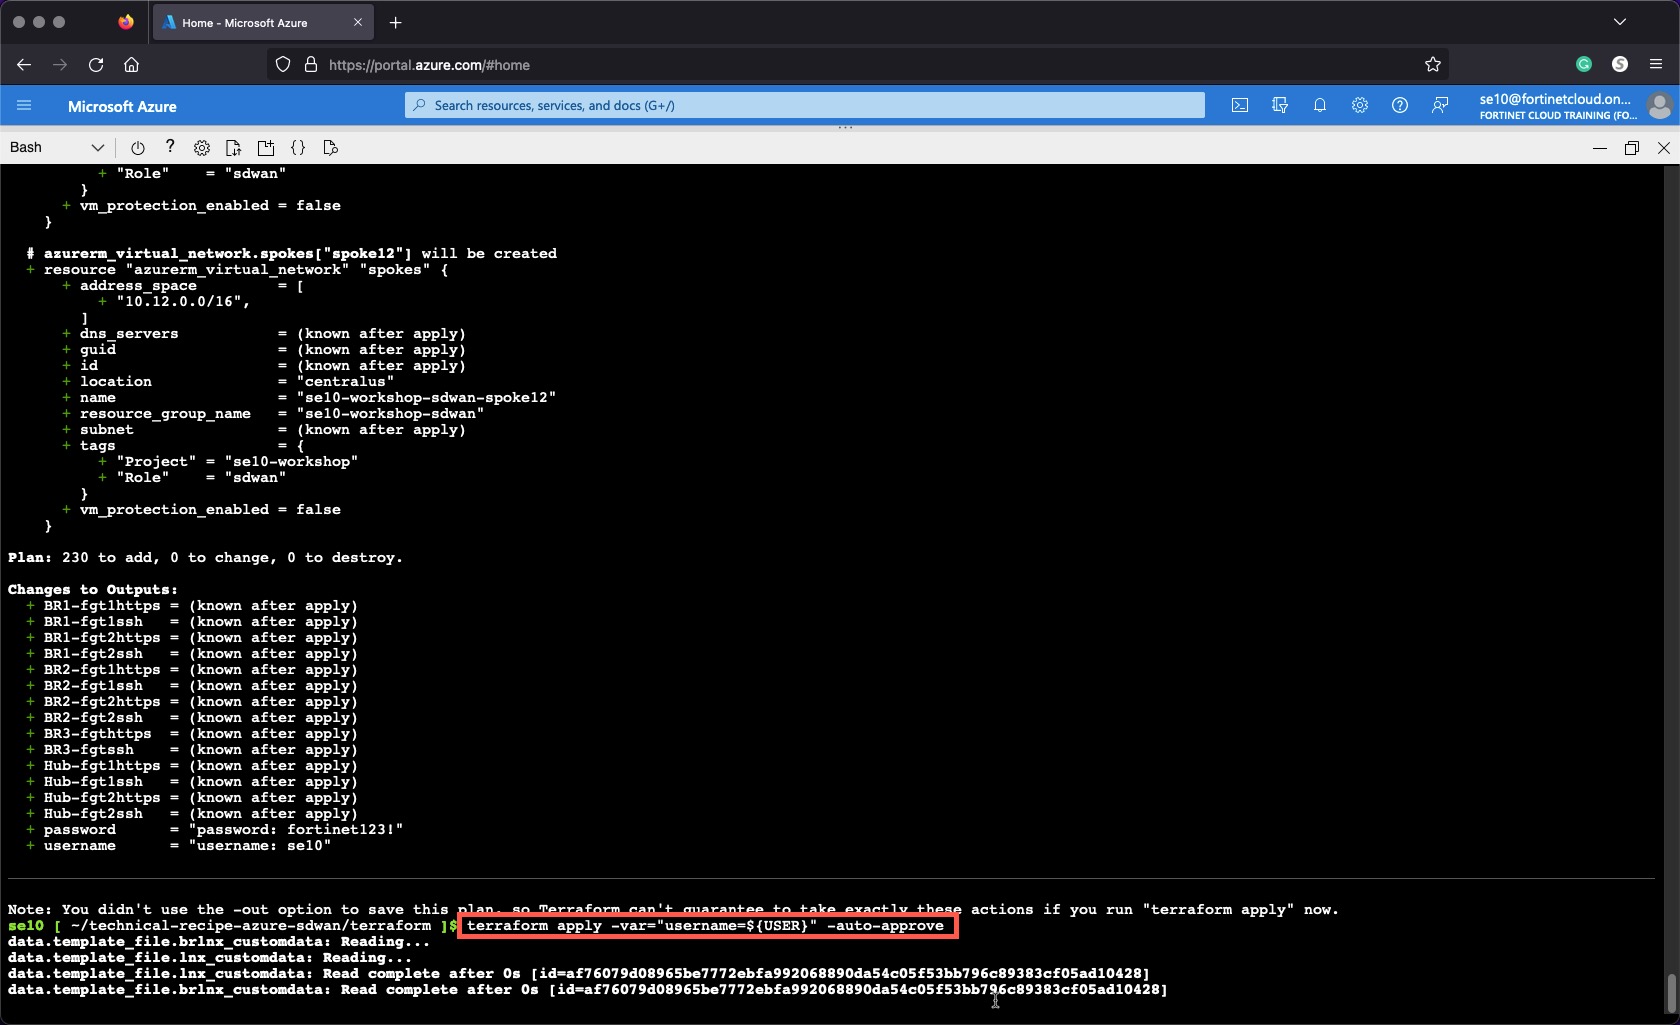 Home - Microsoft Azure
https://portal.azure.com/#home
Microsoft Azure
Search resources, services, and docs (G+/)
se10@fortinetcloud.on...
FORTINET CLOUD TRAINING (FO...
Bash
+ "Role"    = "sdwan"
}
+ vm_protection_enabled = false
}
# azurerm_virtual_network.spokes["spoke12"] will be created
+ resource "azurerm_virtual_network" "spokes" {
+ address_space         = [
+ "10.12.0.0/16",
]
+ dns_servers           = (known after apply)
+ guid                  = (known after apply)
+ id                    = (known after apply)
+ location              = "centralus"
+ name                  = "se10-workshop-sdwan-spoke12"
+ resource_group_name   = "se10-workshop-sdwan"
+ subnet                = (known after apply)
+ tags                  = {
+ "Project" = "se10-workshop"
+ "Role"    = "sdwan"
}
+ vm_protection_enabled = false
}
Plan: 230 to add, 0 to change, 0 to destroy.
Changes to Outputs:
+ BR1-fgt1https = (known after apply)
+ BR1-fgt1ssh   = (known after apply)
+ BR1-fgt2https = (known after apply)
+ BR1-fgt2ssh   = (known after apply)
+ BR2-fgt1https = (known after apply)
+ BR2-fgt1ssh   = (known after apply)
+ BR2-fgt2https = (known after apply)
+ BR2-fgt2ssh   = (known after apply)
+ BR3-fgthttps  = (known after apply)
+ BR3-fgtssh    = (known after apply)
+ Hub-fgt1https = (known after apply)
+ Hub-fgt1ssh   = (known after apply)
+ Hub-fgt2https = (known after apply)
+ Hub-fgt2ssh   = (known after apply)
+ password      = "password: fortinet123!"
+ username      = "username: se10"
Note: You didn't use the -out option to save this plan, so Terraform can't guarantee to take exactly these actions if you run "terraform apply" now.
se10 [ ~/technical-recipe-azure-sdwan/terraform ]$ terraform apply -var="username=${USER}" -auto-approve
data.template_file.brlnx_customdata: Reading...
data.template_file.lnx_customdata: Reading...
data.template_file.lnx_customdata: Read complete after 0s [id=af76079d08965be7772ebfa992068890da54c05f53bb796c89383cf05ad10428]
data.template_file.brlnx_customdata: Read complete after 0s [id=af76079d08965be7772ebfa992068890da54c05f53bb796c89383cf05ad10428]